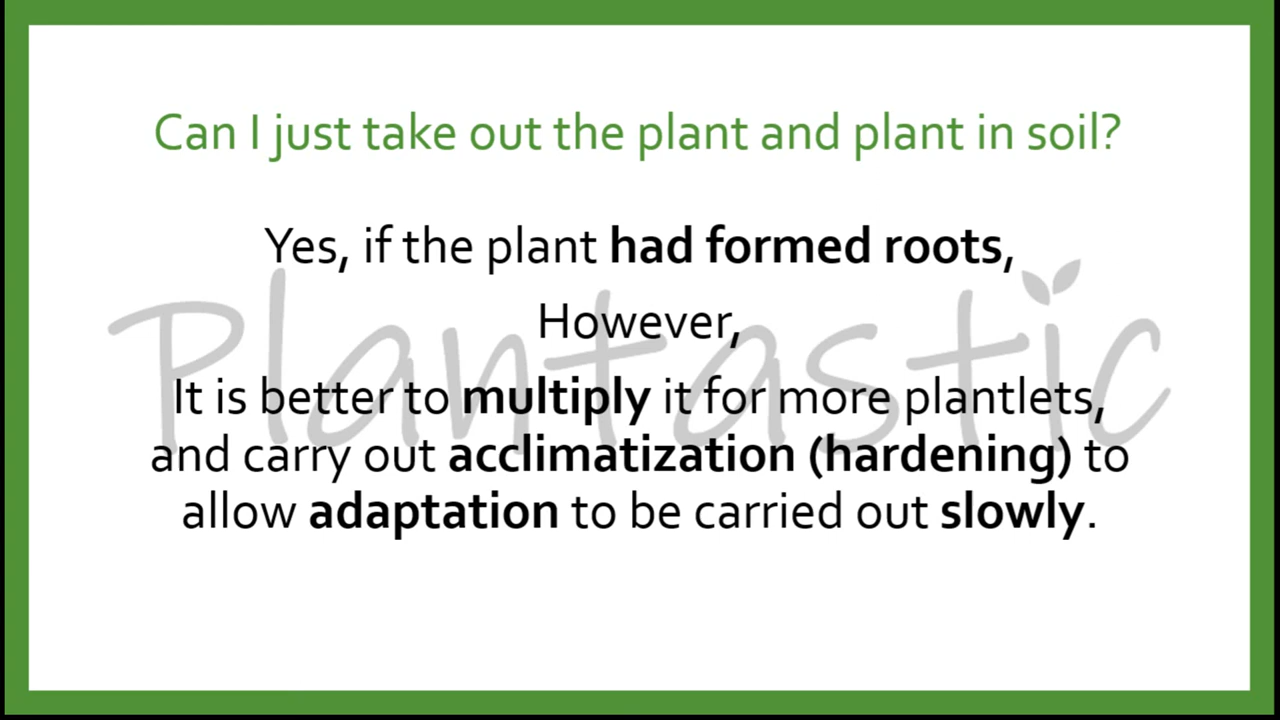 Can I just take out the plant and plant in soil?
Yes, if the plant had formed roots,
Plantastic
However,
It is better to multiply it for more plantlets,
and carry out acclimatization (hardening) to
allow adaptation to be carried out slowly.